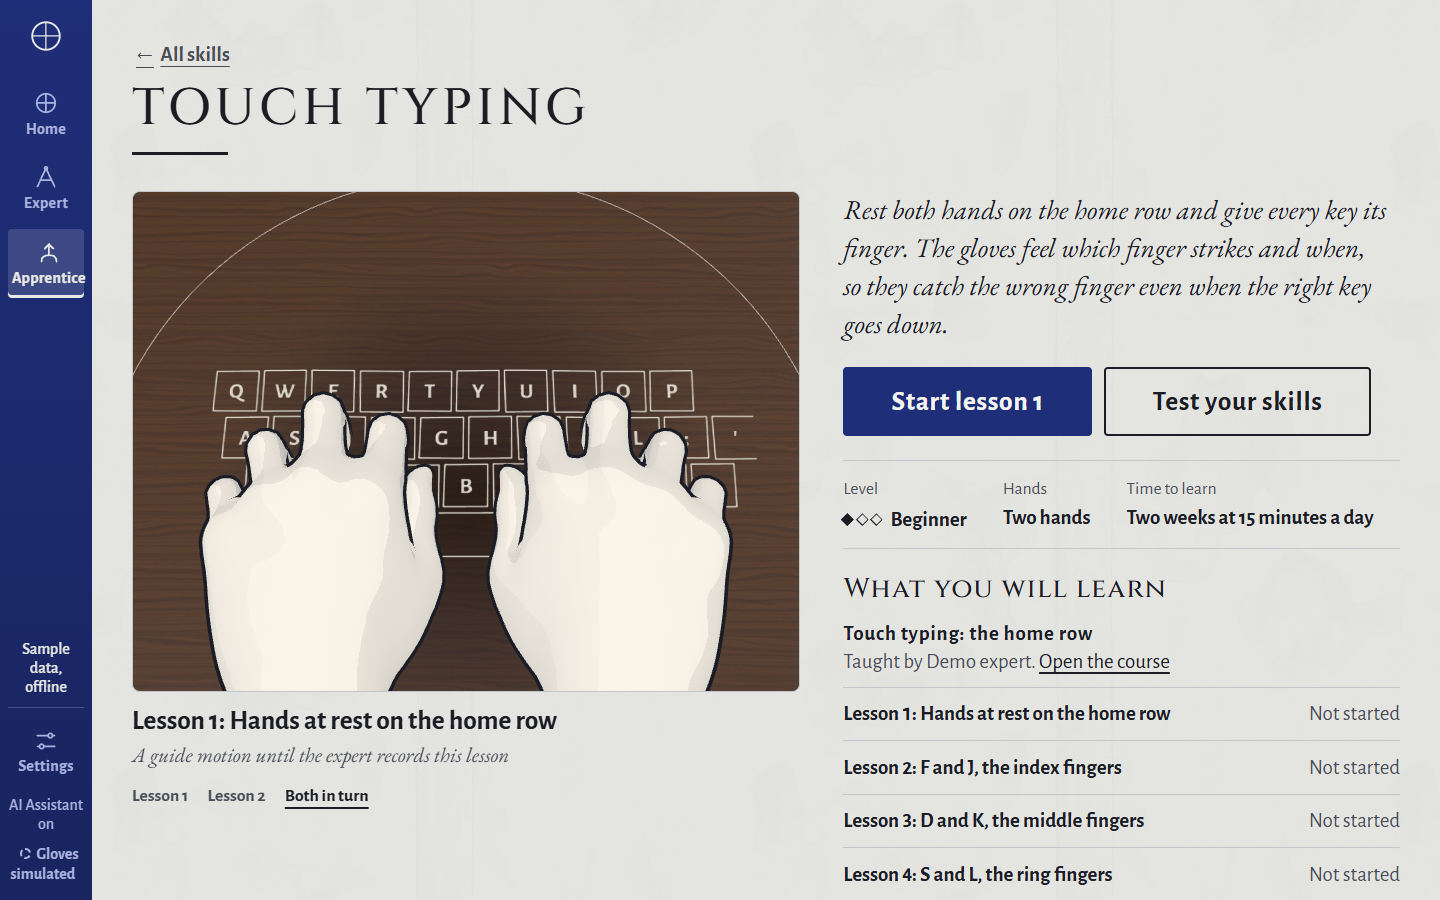 Home
Expert
Apprentice
Sample
data,
offline
Settings
AI Assistant
on
Gloves
simulated
← All skills
TOUCH TYPING
Q W E R T Y U I O P
A S G H L ; '
B
Lesson 1: Hands at rest on the home row
A guide motion until the expert records this lesson
Lesson 1 Lesson 2 Both in turn
Rest both hands on the home row and give every key its
finger. The gloves feel which finger strikes and when,
so they catch the wrong finger even when the right key
goes down.
Start lesson 1 Test your skills
Level Hands Time to learn
Beginner Two hands Two weeks at 15 minutes a day
WHAT YOU WILL LEARN
Touch typing: the home row
Taught by Demo expert. Open the course
Lesson 1: Hands at rest on the home row Not started
Lesson 2: F and J, the index fingers Not started
Lesson 3: D and K, the middle fingers Not started
Lesson 4: S and L, the ring fingers Not started